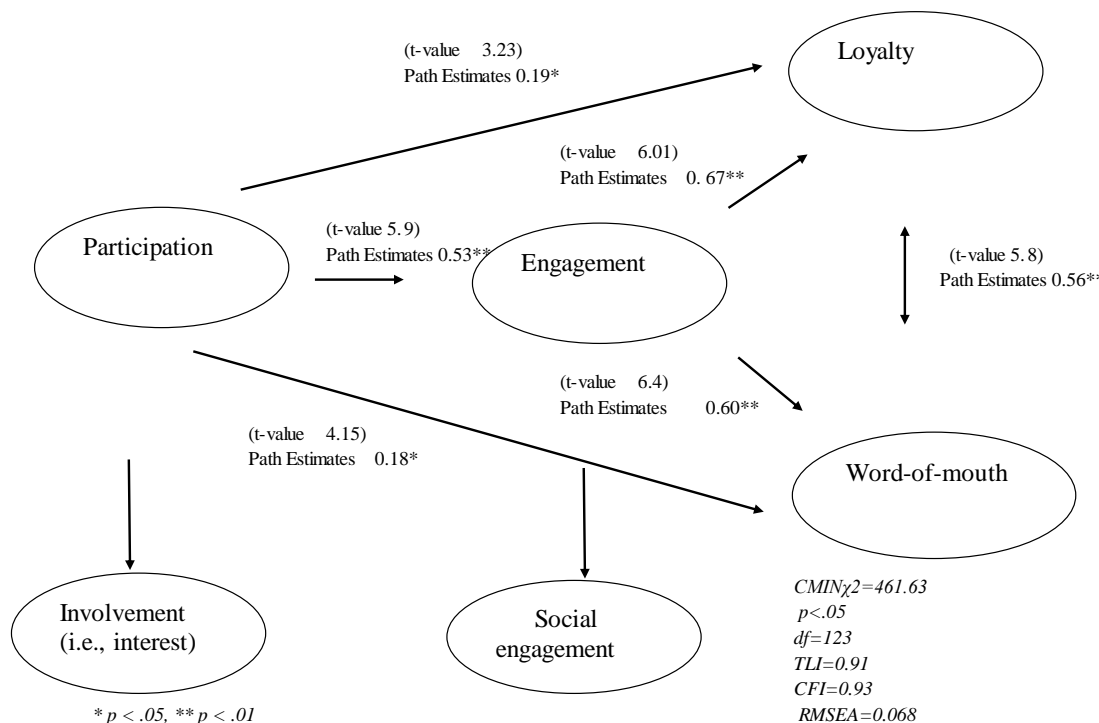 (t-value 3.23)
Path Estimates 0.19*
Loyalty
(t-value 6.01)
Path Estimates 0. 67**
Participation
(t-value 5.9)
Path Estimates 0.53**
Engagement
(t-value 5. 8)
Path Estimates 0.56**
(t-value 6.4)
Path Estimates 0.60**
(t-value 4.15)
Path Estimates 0.18*
Word-of-mouth
Involvement
(i.e., interest)
Social
engagement
CMINχ2=461.63
p<.05
df=123
TLI=0.91
CFI=0.93
RMSEA=0.068
* p < .05, ** p < .01